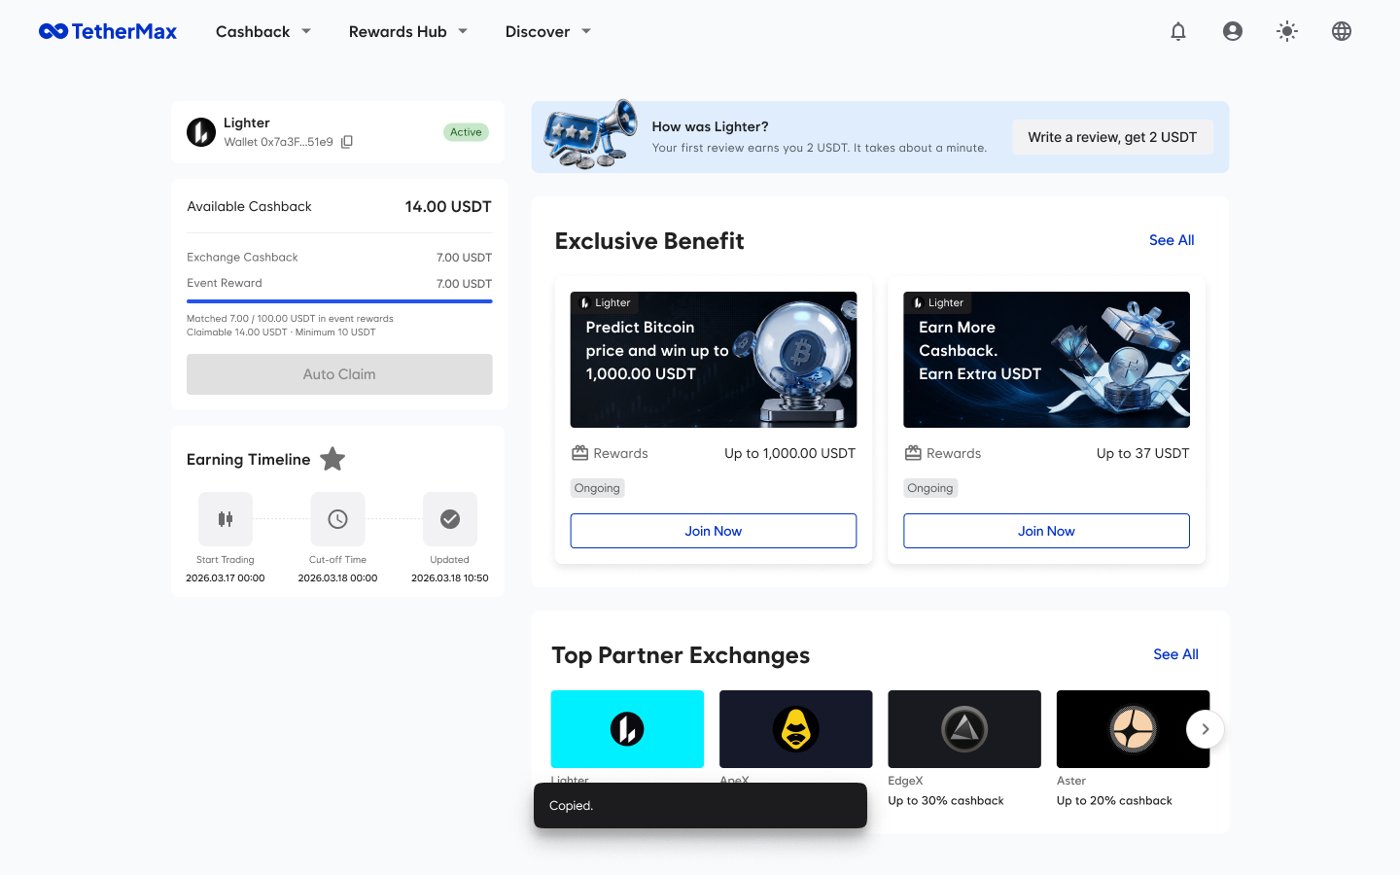 TetherMax
Cashback
Rewards Hub
Discover
Lighter
Wallet 0x7a3F...51e9
Active
Available Cashback
14.00 USDT
Exchange Cashback
7.00 USDT
Event Reward
7.00 USDT
Matched 7.00 / 100.00 USDT in event rewards
Claimable 14.00 USDT · Minimum 10 USDT
Auto Claim
Earning Timeline
Start Trading
2026.03.17 00:00
Cut-off Time
2026.03.18 00:00
Updated
2026.03.18 10:50
How was Lighter?
Your first review earns you 2 USDT. It takes about a minute.
Write a review, get 2 USDT
Exclusive Benefit
See All
Lighter
Predict Bitcoin
price and win up to
1,000.00 USDT
Rewards
Up to 1,000.00 USDT
Ongoing
Join Now
Lighter
Earn More
Cashback.
Earn Extra USDT
Rewards
Up to 37 USDT
Ongoing
Join Now
Top Partner Exchanges
See All
Lighter
ApeX
EdgeX
Up to 30% cashback
Aster
Up to 20% cashback
Copied.